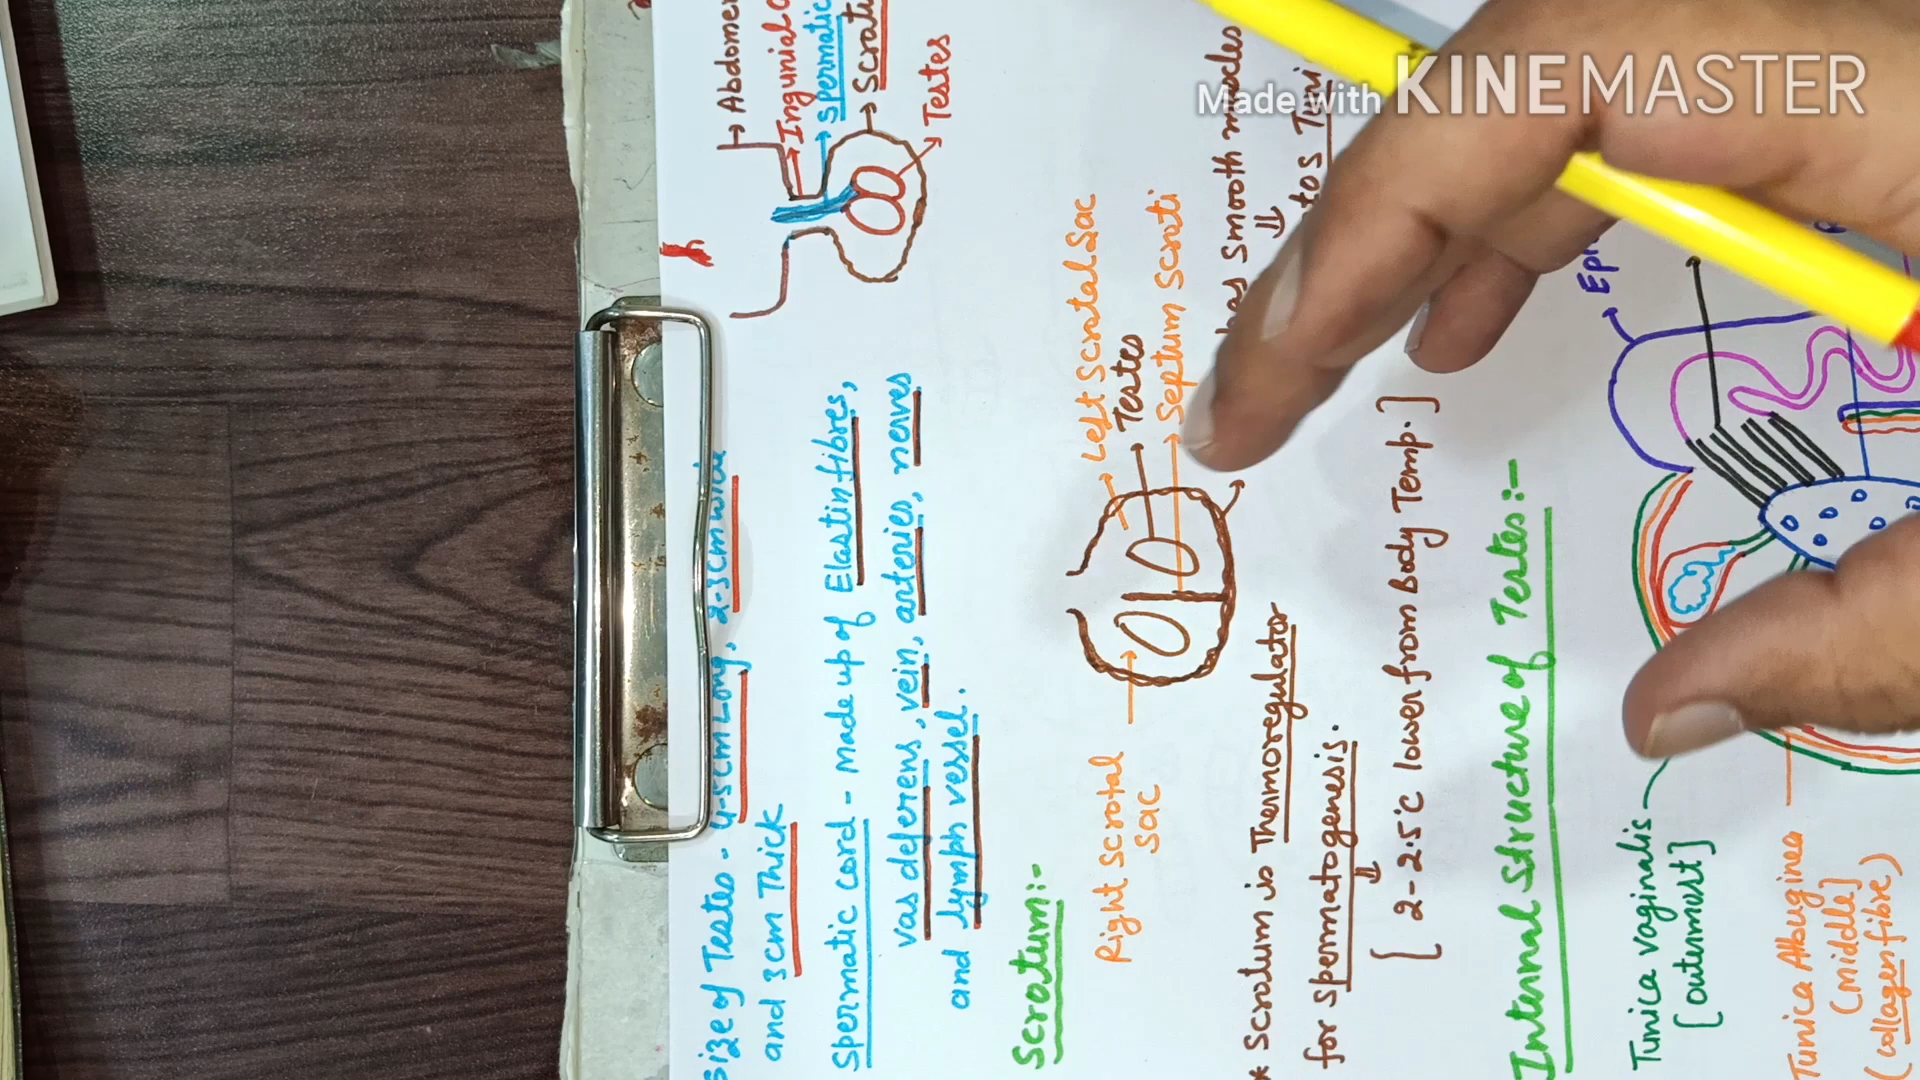 Made with KINEMASTER
Size of Testes - 4-5cm Long, 2-3cm wide
and 3cm Thick
Spermatic cord - made up of Elastin fibres,
vas deferens, vein, arteries, nerves
and lymph vessel.
Abdomen
Inguinial
Spermatic
Testes
Scrotum:-
Right Scrotal
Sac
Left Scrotal Sac
Testes
Septum Scroti
has smooth muscles
* Scrotum is Thermoregulator
for Spermatogenesis.
[ 2-2.5°C lower from Body Temp. ]
Internal Structure of Testes:-
Tunica vaginalis
[outermost]
Tunica Albuginea
(middle]
(collagen fibre)